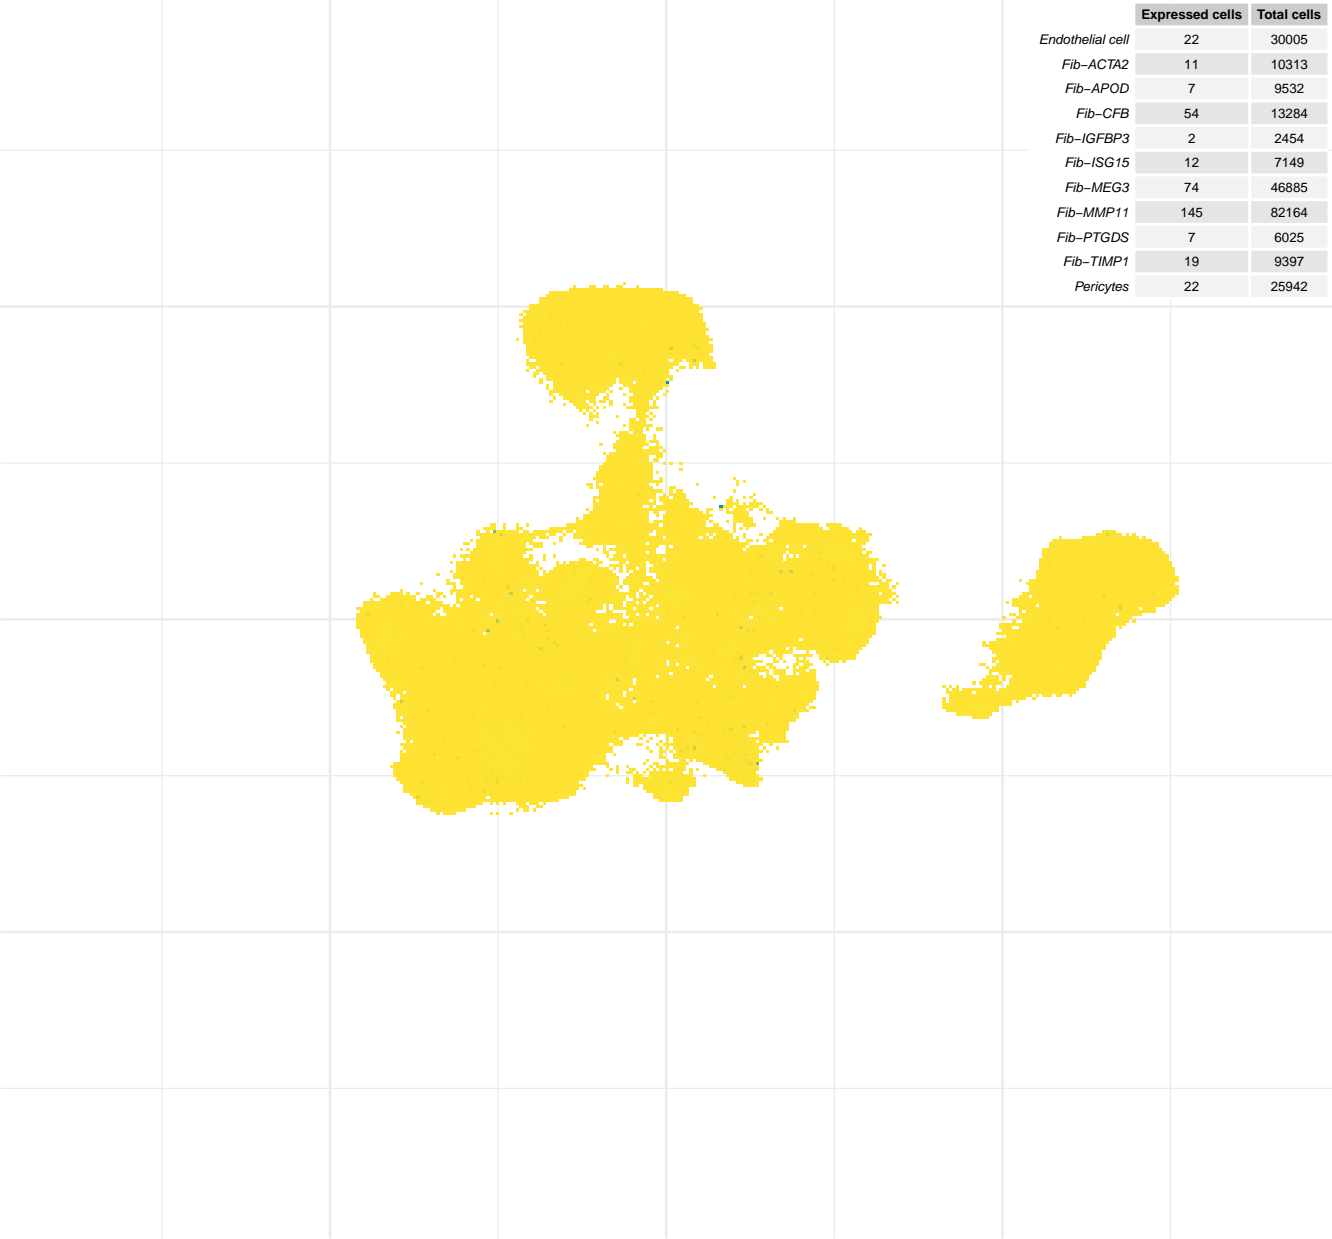 Expressed cells Total cells
Endothelial cell 22 30005
Fib−ACTA2 11 10313
Fib−APOD 7 9532
Fib−CFB 54 13284
Fib−IGFBP3 2 2454
Fib−ISG15 12 7149
Fib−MEG3 74 46885
Fib−MMP11 145 82164
Fib−PTGDS 7 6025
Fib−TIMP1 19 9397
Pericytes 22 25942